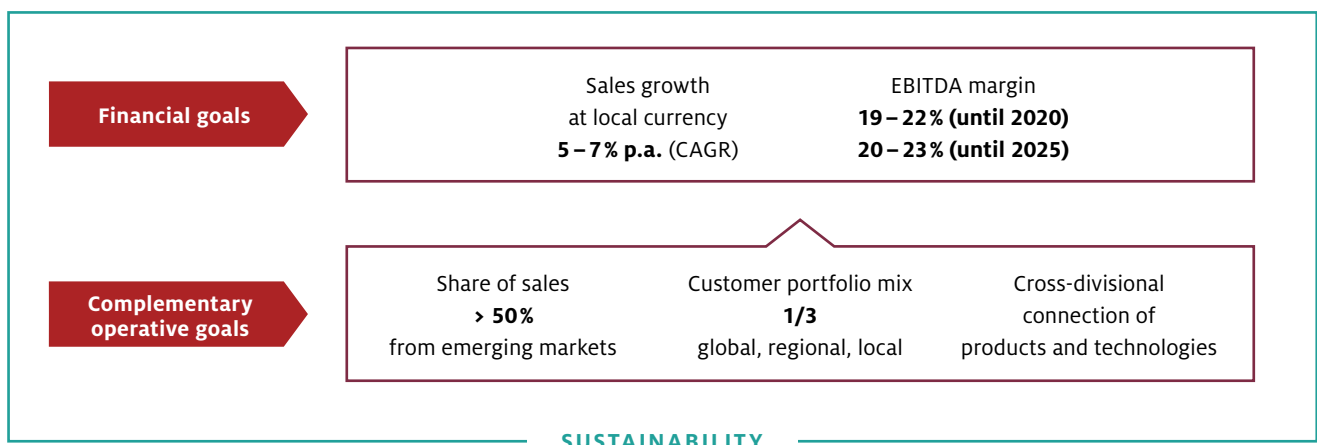 Financial goals
Sales growth
at local currency
5 – 7 % p.a. (CAGR)
EBITDA margin
19 – 22 % (until 2020)
20 – 23 % (until 2025)
Complementary
operative goals
Share of sales
> 50 %
from emerging markets
Customer portfolio mix
1/3
global, regional, local
Cross-divisional
connection of
products and technologies
SUSTAINABILITY